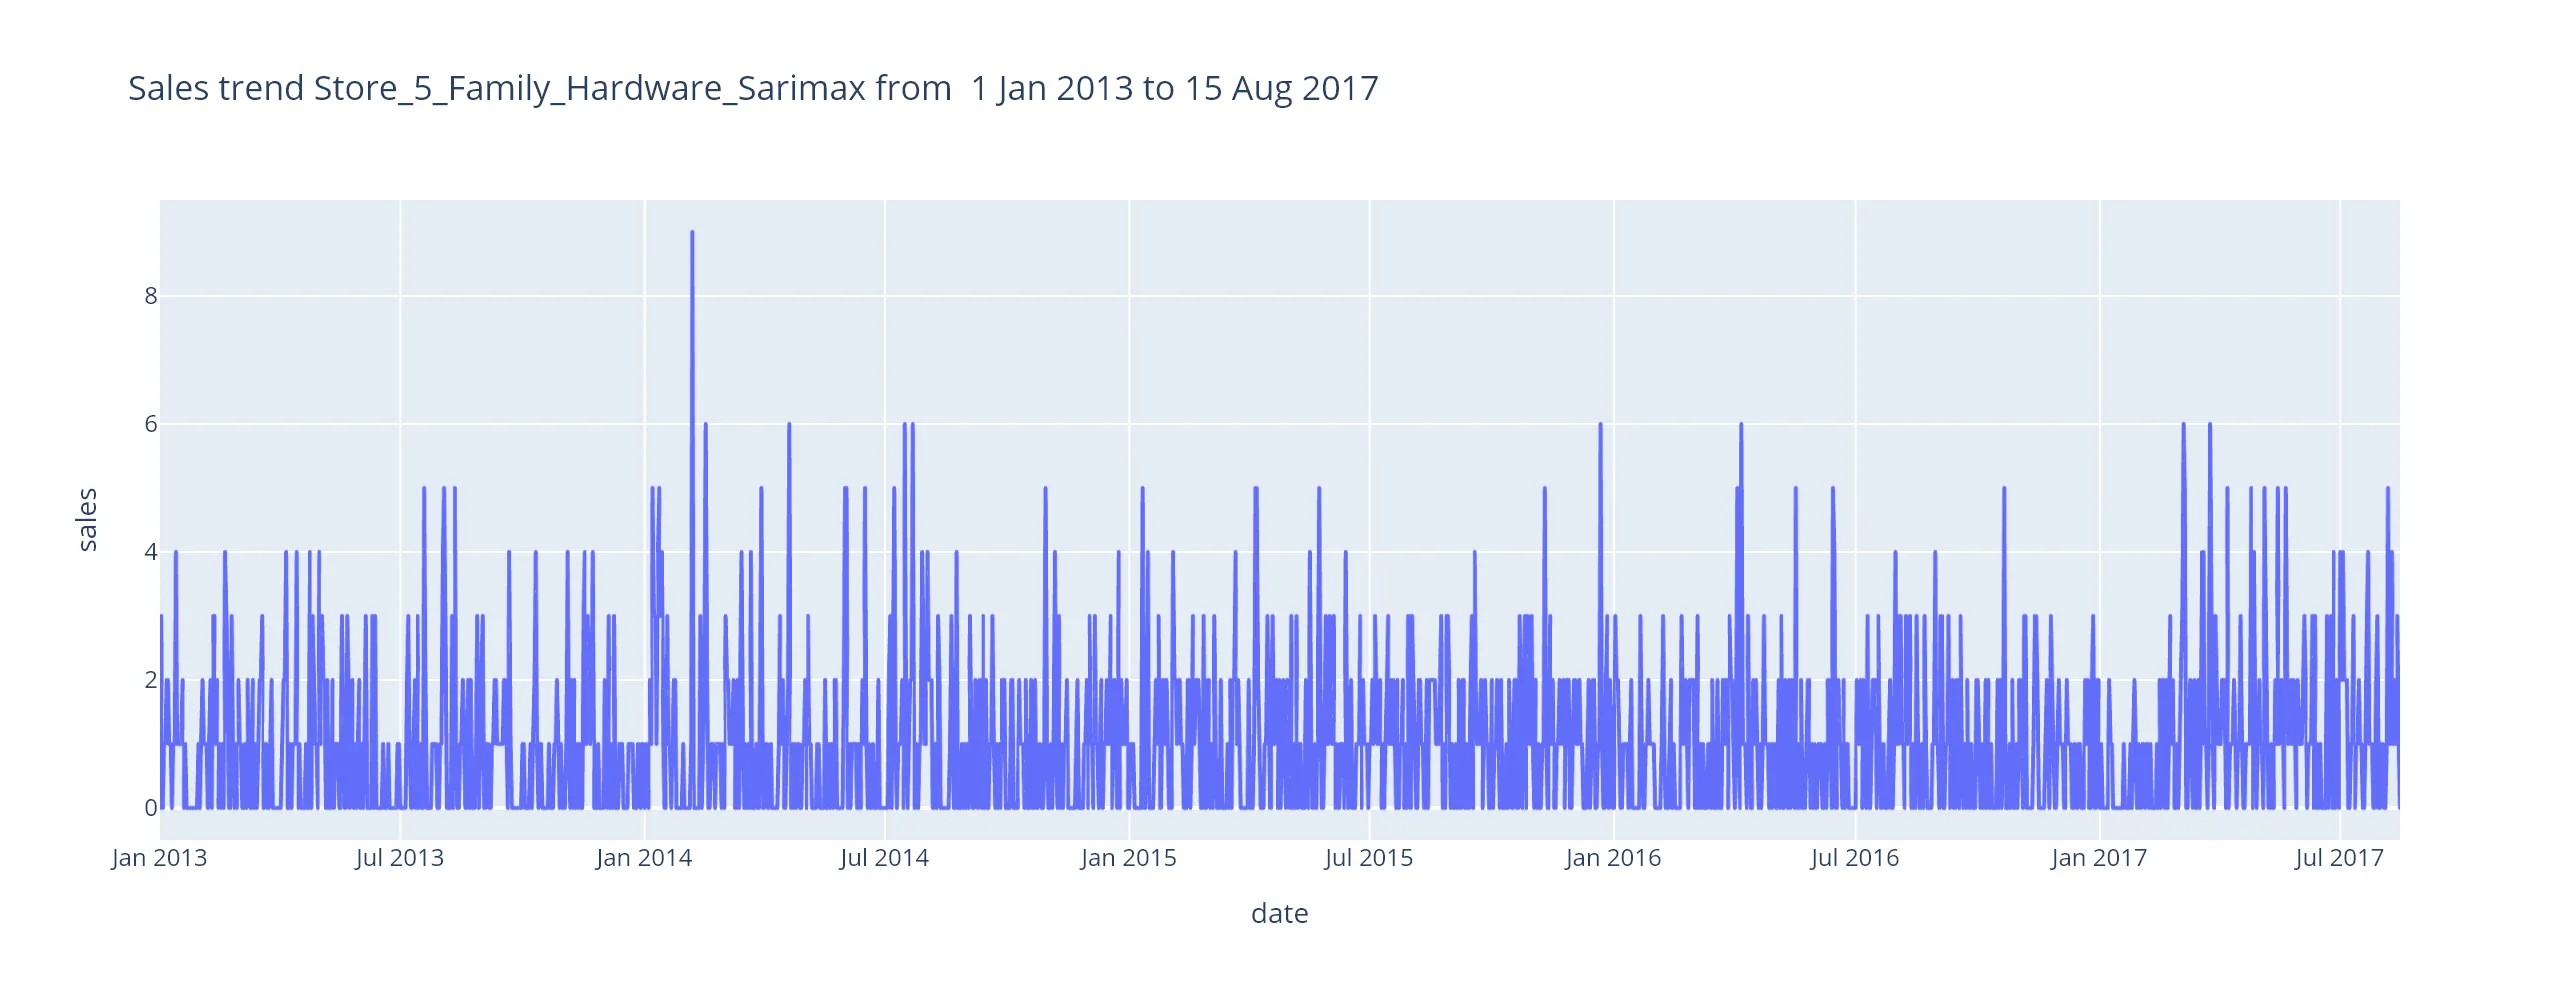 Sales trend Store_5_Family_Hardware_Sarimax from  1 Jan 2013 to 15 Aug 2017
sales
8
6
4
2
0
Jan 2013 Jul 2013 Jan 2014 Jul 2014 Jan 2015 Jul 2015 Jan 2016 Jul 2016 Jan 2017 Jul 2017
date